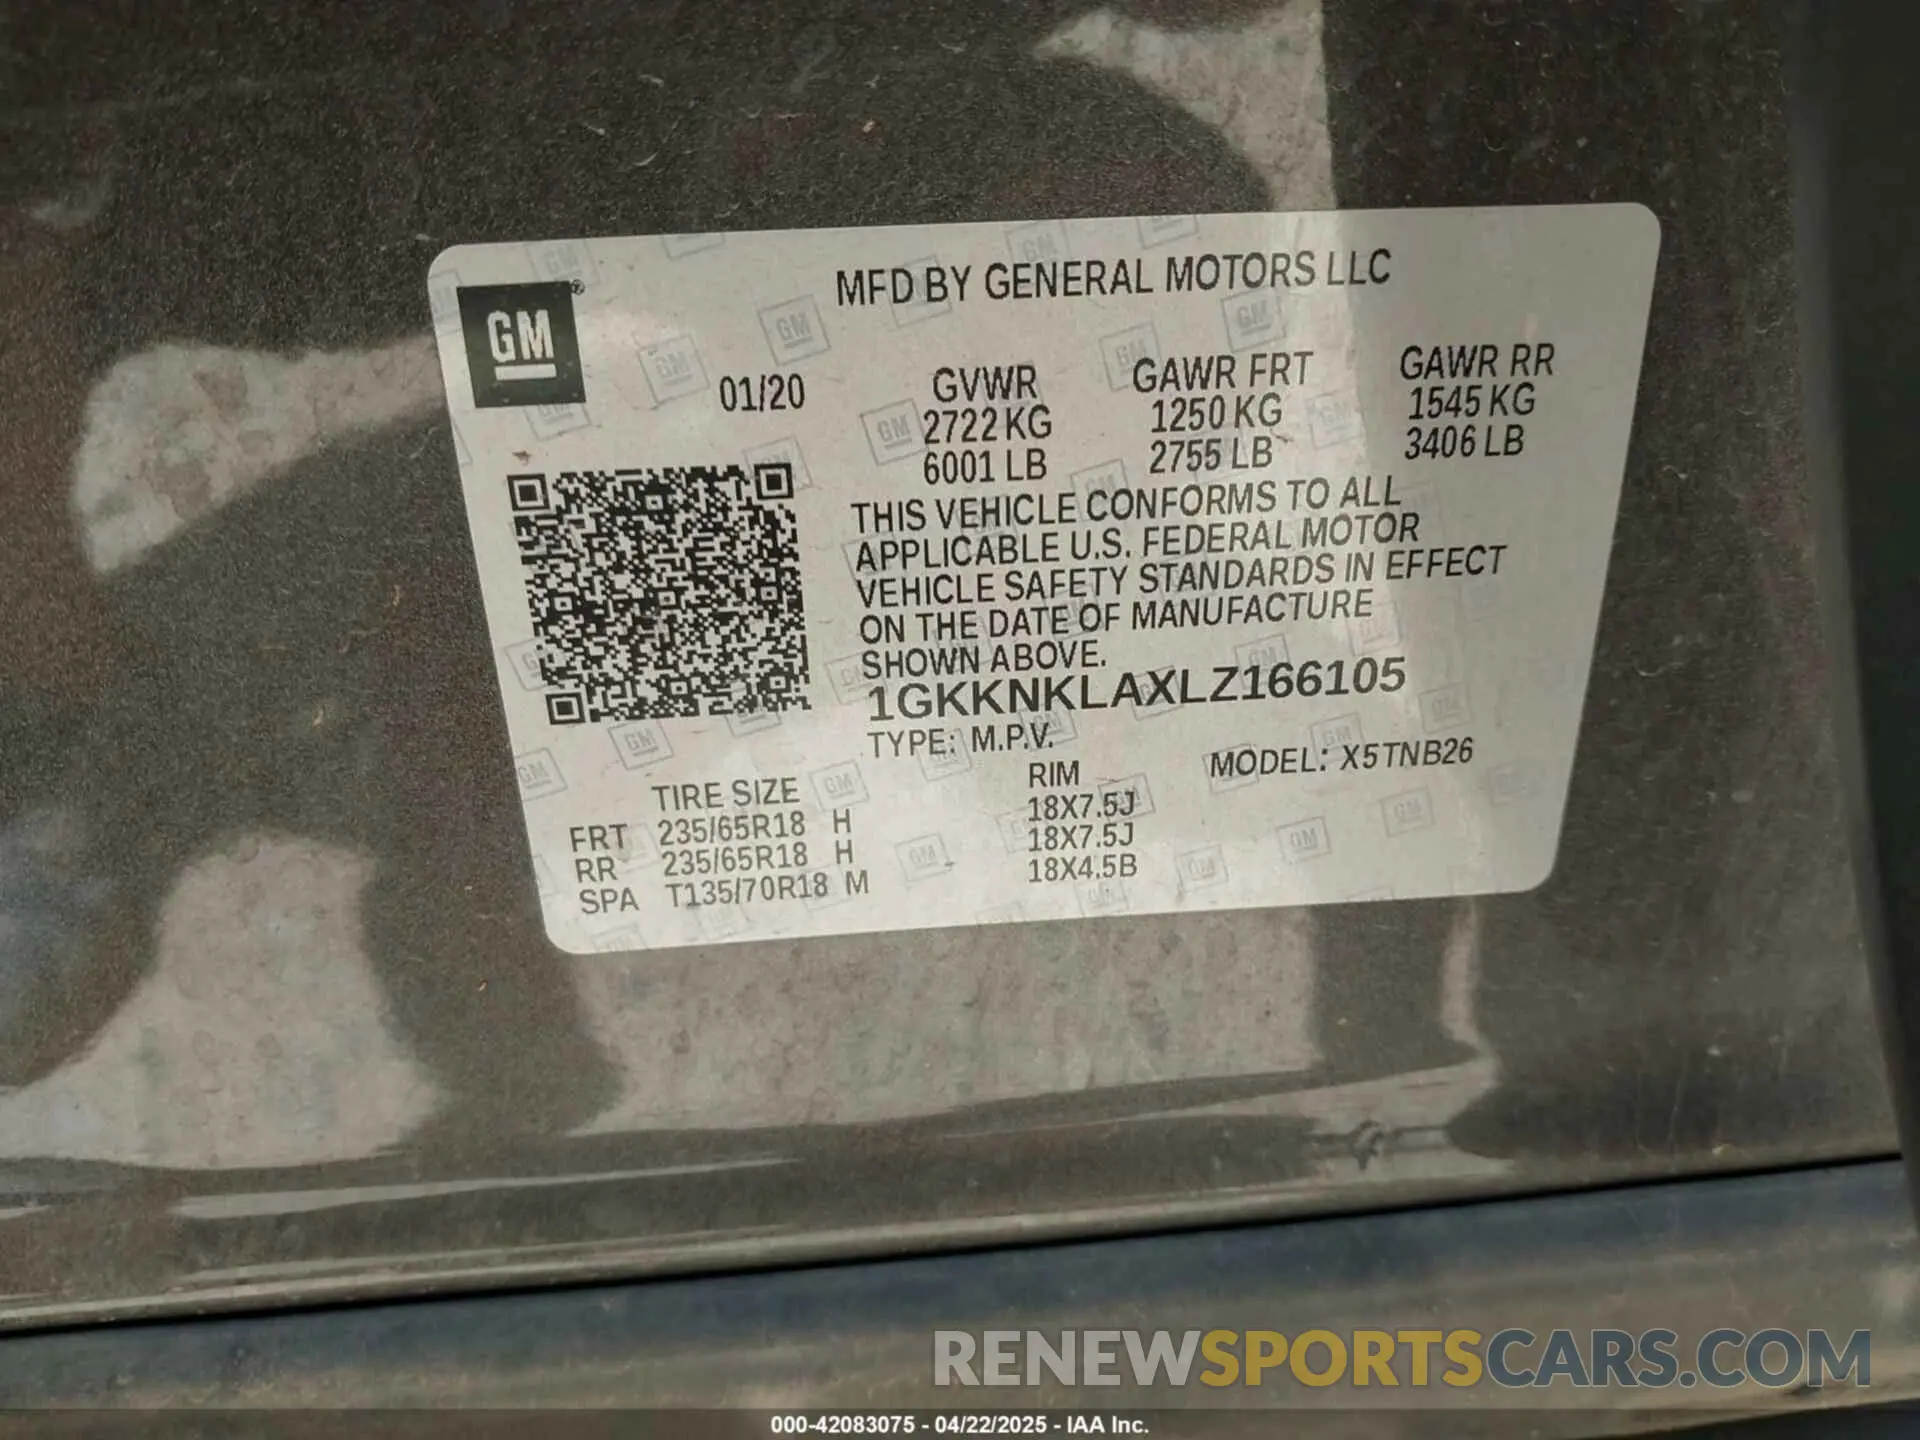 MFD BY GENERAL MOTORS LLC
GM ®
01/20 GVWR GAWR FRT GAWR RR
2722 KG 1250 KG 1545 KG
6001 LB 2755 LB 3406 LB
THIS VEHICLE CONFORMS TO ALL
APPLICABLE U.S. FEDERAL MOTOR
VEHICLE SAFETY STANDARDS IN EFFECT
ON THE DATE OF MANUFACTURE
SHOWN ABOVE.
1GKKNKLAXLZ166105
TYPE: M.P.V. MODEL: X5TNB26
TIRE SIZE RIM
FRT 235/65R18 H 18X7.5J
RR 235/65R18 H 18X7.5J
SPA T135/70R18 M 18X4.5B
RENEWSPORTSCARS.COM
000-42083075 - 04/22/2025 - IAA Inc.